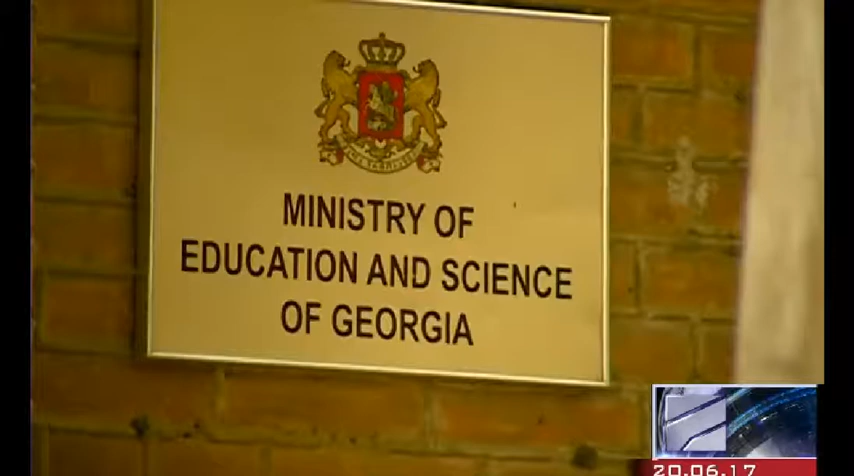 MINISTRY OF
EDUCATION AND SCIENCE
OF GEORGIA
20.06.17